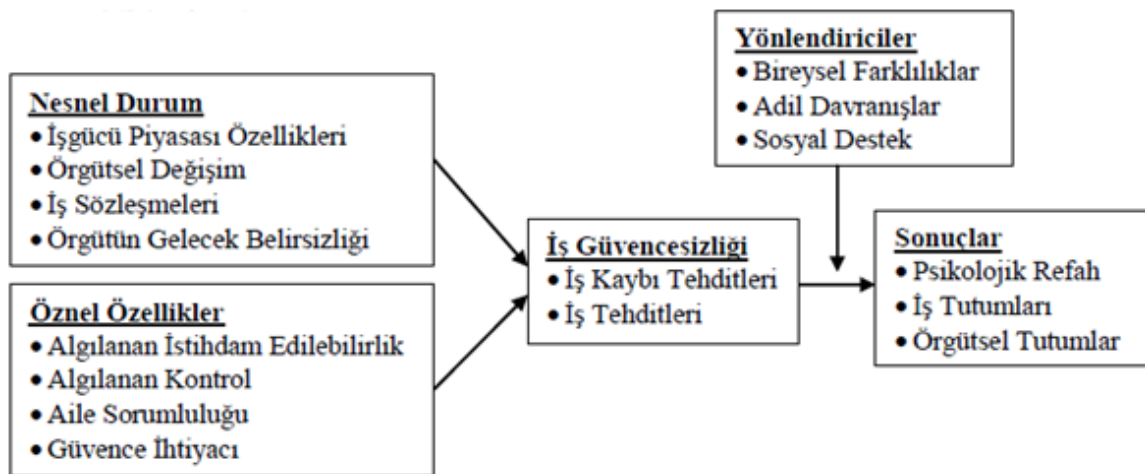 Nesnel Durum
• İşgücü Piyasası Özellikleri
• Örgütsel Değişim
• İş Sözleşmeleri
• Örgütün Gelecek Belirsizliği
Öznel Özellikler
• Algılanan İstihdam Edilebilirlik
• Algılanan Kontrol
• Aile Sorumluluğu
• Güvence İhtiyacı
İş Güvencesizliği
• İş Kaybı Tehditleri
• İş Tehditleri
Yönlendiriciler
• Bireysel Farklılıklar
• Adil Davranışlar
• Sosyal Destek
Sonuçlar
• Psikolojik Refah
• İş Tutumları
• Örgütsel Tutumlar